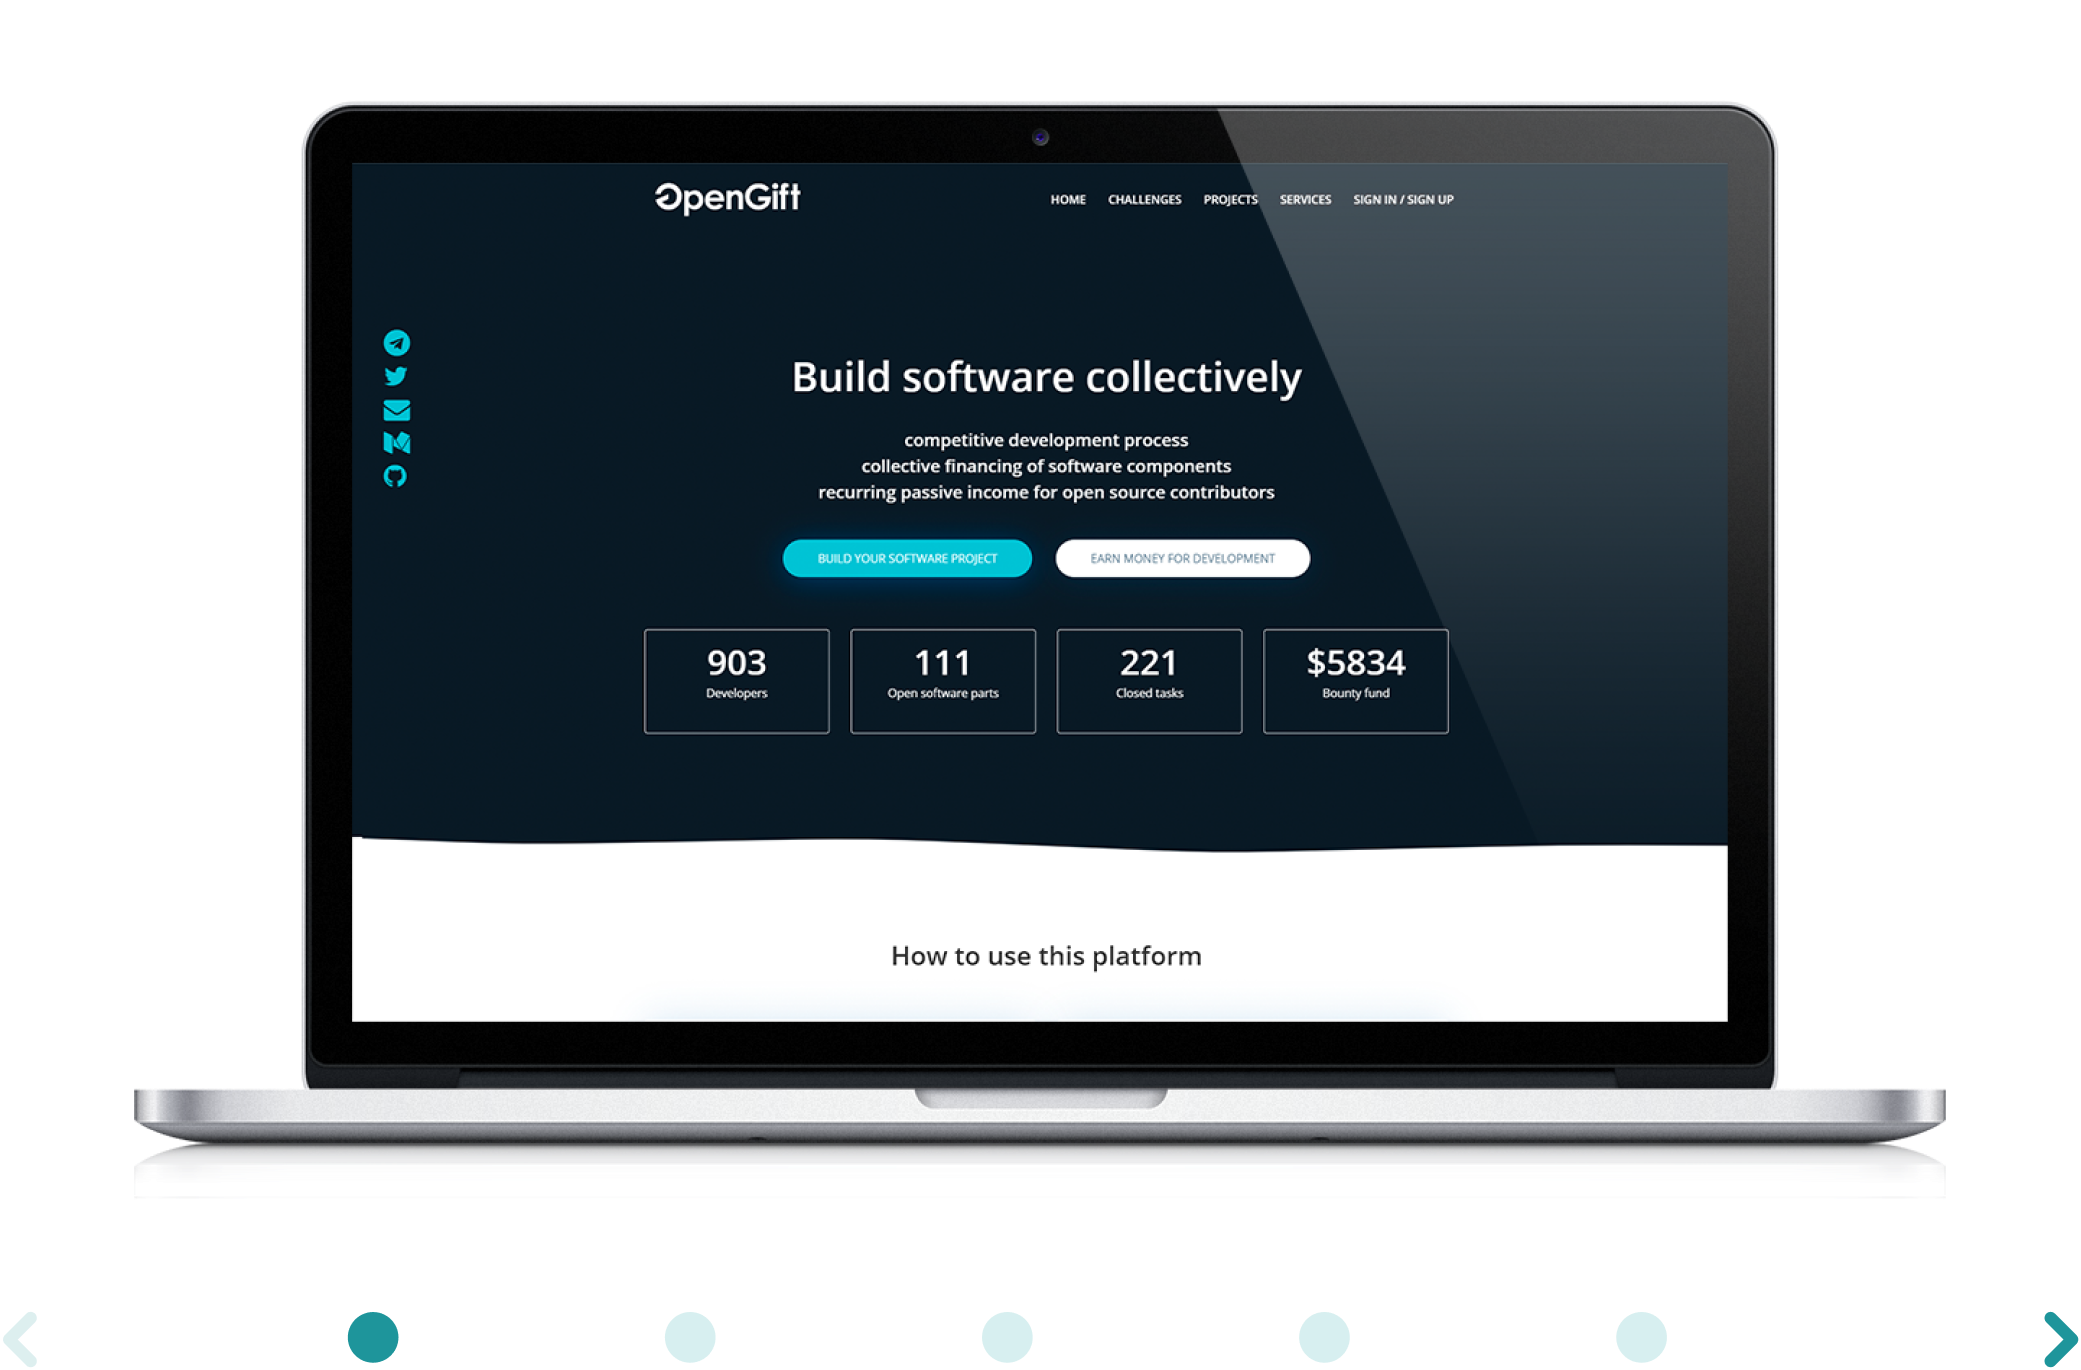 OpenGift
HOME CHALLENGES PROJECTS SERVICES SIGN IN / SIGN UP
Build software collectively
competitive development process
collective financing of software components
recurring passive income for open source contributors
BUILD YOUR SOFTWARE PROJECT EARN MONEY FOR DEVELOPMENT
903 111 221 $5834
Developers Open software parts Closed tasks Bounty fund
How to use this platform